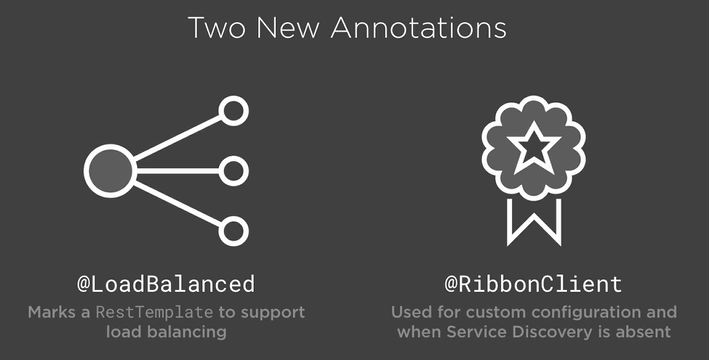 Two New Annotations
@LoadBalanced
Marks a RestTemplate to support
load balancing
@RibbonClient
Used for custom configuration and
when Service Discovery is absent